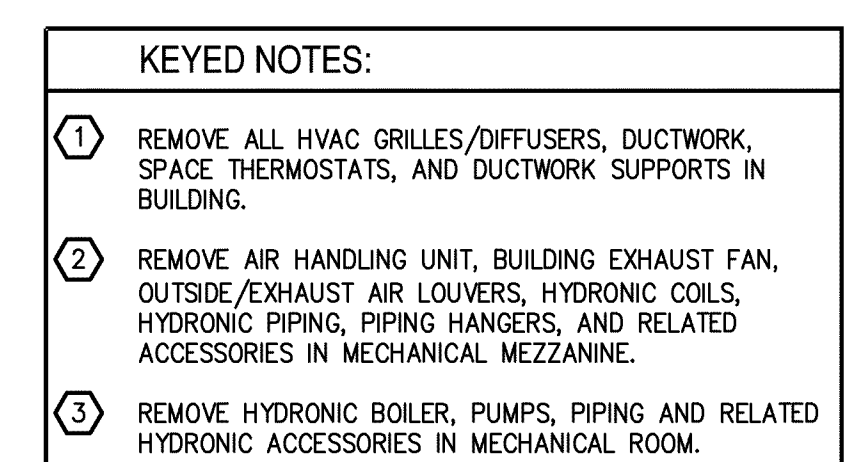 KEYED NOTES:
1 REMOVE ALL HVAC GRILLES/DIFFUSERS, DUCTWORK,
SPACE THERMOSTATS, AND DUCTWORK SUPPORTS IN
BUILDING.
2 REMOVE AIR HANDLING UNIT, BUILDING EXHAUST FAN,
OUTSIDE/EXHAUST AIR LOUVERS, HYDRONIC COILS,
HYDRONIC PIPING, PIPING HANGERS, AND RELATED
ACCESSORIES IN MECHANICAL MEZZANINE.
3 REMOVE HYDRONIC BOILER, PUMPS, PIPING AND RELATED
HYDRONIC ACCESSORIES IN MECHANICAL ROOM.